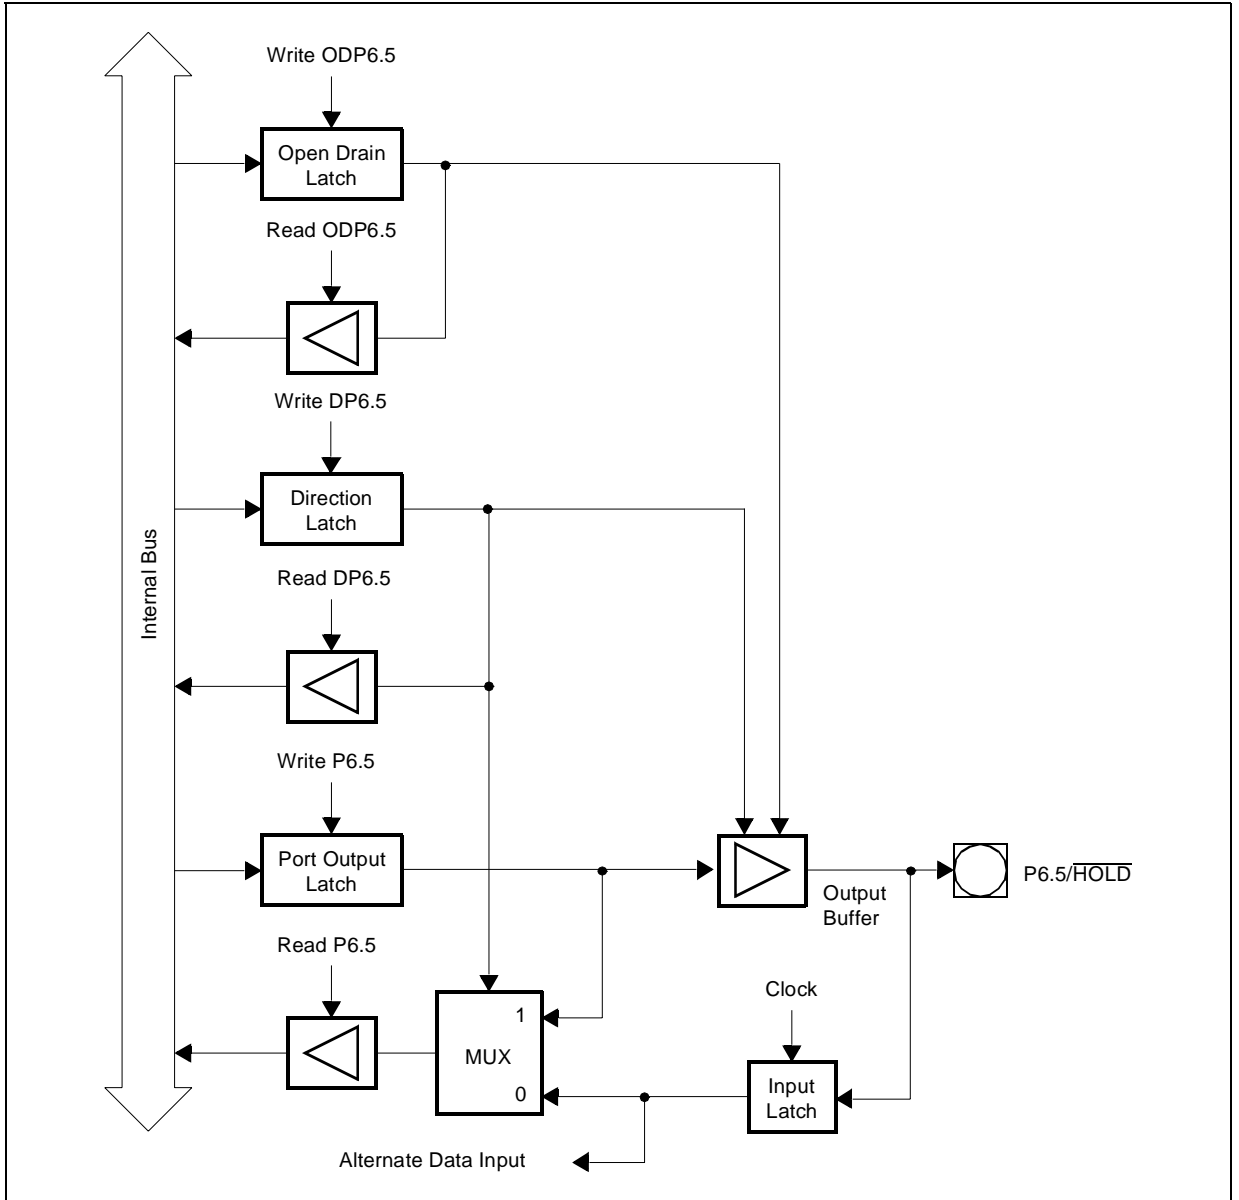 Write ODP6.5
Open Drain
Latch
Read ODP6.5
Write DP6.5
Direction
Latch
Internal Bus
Read DP6.5
Write P6.5
Port Output
Latch
Output
Buffer
P6.5/HOLD
Read P6.5
Clock
1
MUX
0
Input
Latch
Alternate Data Input